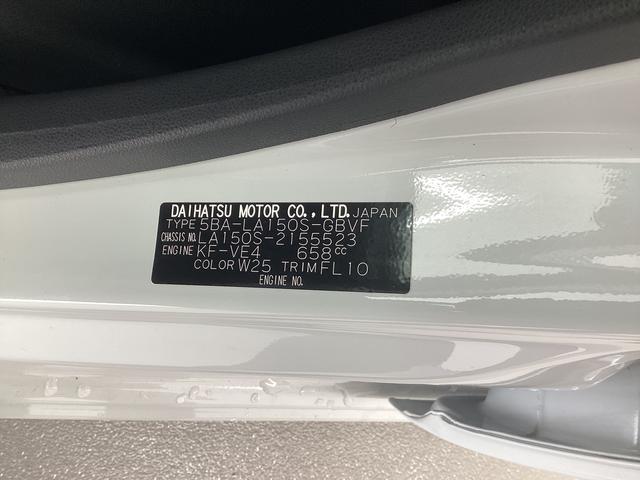 DAIHATSU MOTOR CO., LTD. JAPAN
TYPE 5BA-LA150S-GBVF
CHASSIS NO. LA150S-2155523
ENGINE KF-VE4 658CC
COLOR W25 TRIM FL10
ENGINE NO.